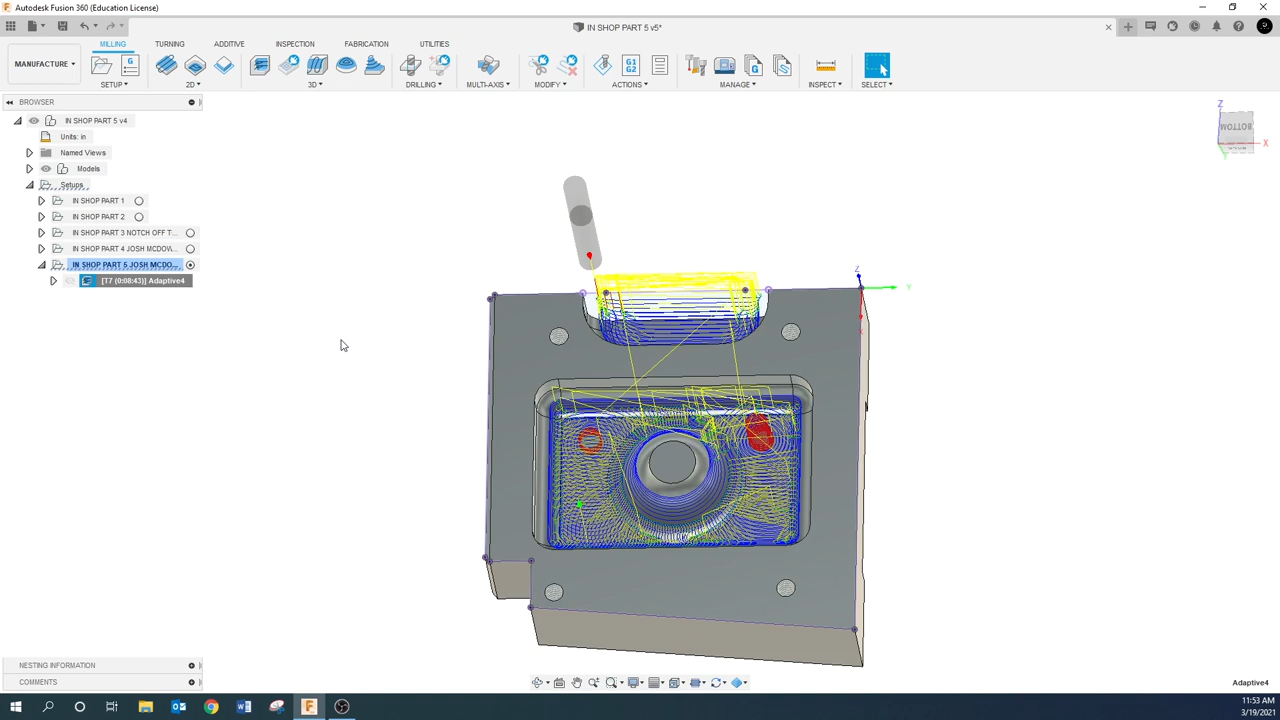 Autodesk Fusion 360 (Education License)
IN SHOP PART 5 v5*
MILLING TURNING ADDITIVE INSPECTION FABRICATION UTILITIES
MANUFACTURE
G1
G2
SETUP 2D 3D DRILLING MULTI-AXIS MODIFY ACTIONS MANAGE INSPECT SELECT
BROWSER
IN SHOP PART 5 v4
Units: in
Named Views
Models
Setups
IN SHOP PART 1
IN SHOP PART 2
IN SHOP PART 3 NOTCH OFF T...
IN SHOP PART 4 JOSH MCDOW...
IN SHOP PART 5 JOSH MCDO...
[T7 (0:08:43)] Adaptive4
Z
BOTTOM
X
Y
Z
Y
X
NESTING INFORMATION
COMMENTS
Adaptive4
11:53 AM
3/19/2021